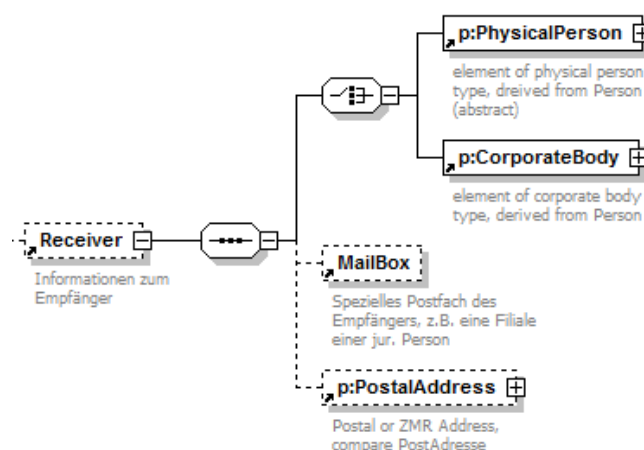 p:PhysicalPerson
element of physical person
type, dreived from Person
(abstract)
p:CorporateBody
element of corporate body
type, derived from Person
Receiver
Informationen zum
Empfänger
MailBox
Spezielles Postfach des
Empfängers, z.B. eine Filiale
einer jur. Person
p:PostalAddress
Postal or ZMR Address,
compare PostAdresse